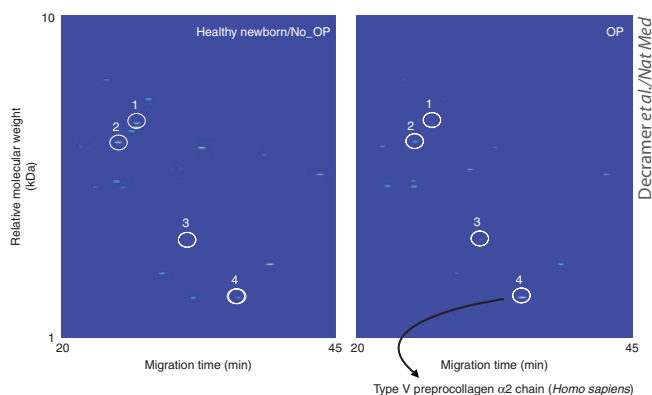 10
Healthy newborn/No_OP
1
2
3
4
Relative molecular weight
(kDa)
1
20
45
Migration time (min)
OP
1
2
3
4
20
45
Migration time (min)
Type V preprocollagen α2 chain (Homo sapiens)
Decramer et al./Nat Med